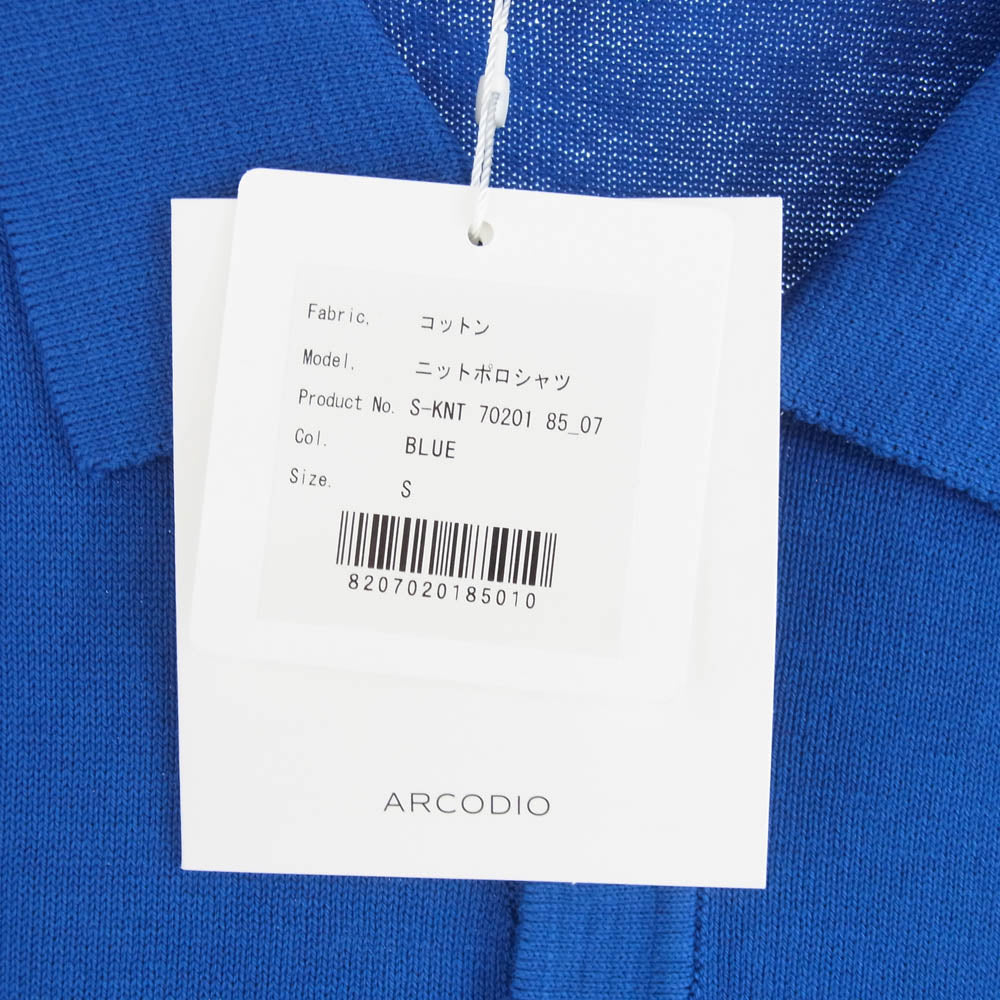 Fabric. コットン
Model. ニットポロシャツ
Product No. S-KNT 70201 85_07
Col. BLUE
Size. S
8207020185010
ARCODIO